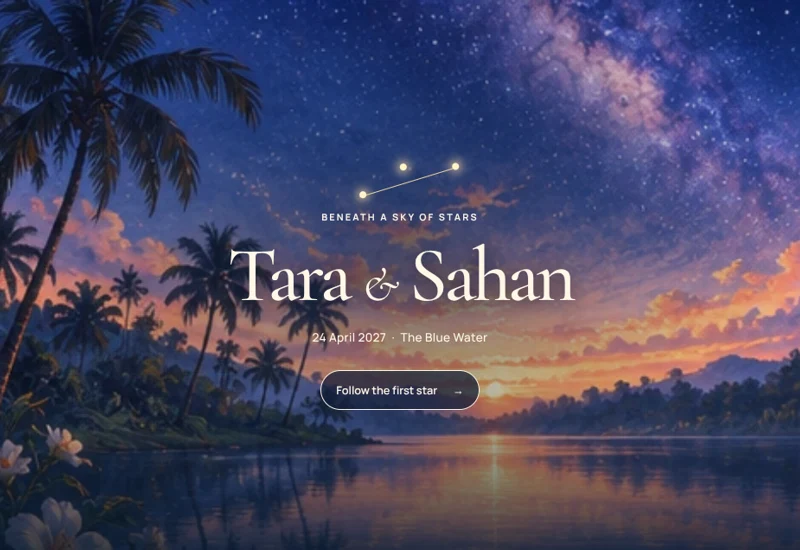 BENEATH A SKY OF STARS
Tara & Sahan
24 April 2027 · The Blue Water
Follow the first star →